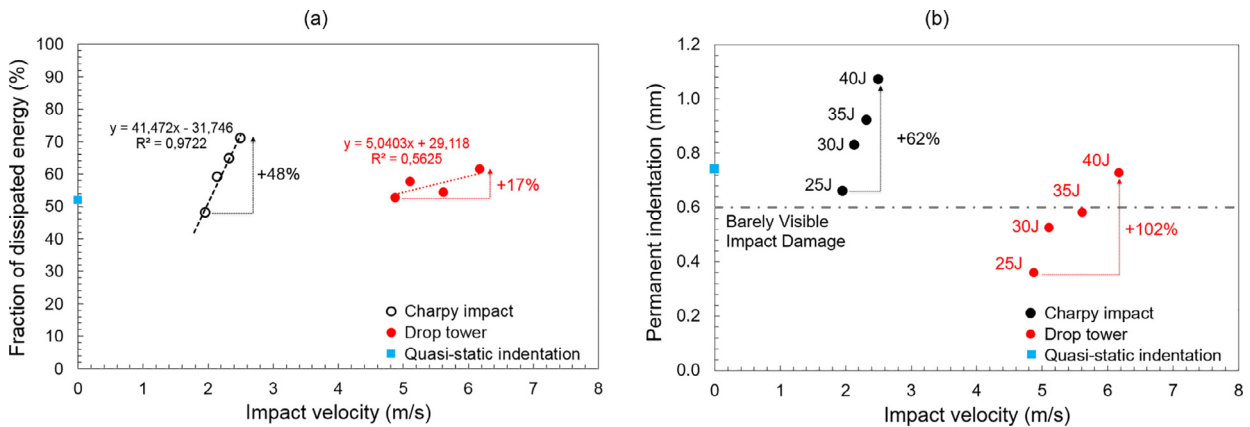 (a)
Fraction of dissipated energy (%)
100
90
80
70
60
50
40
30
20
10
0
y = 41,472x - 31,746
R² = 0,9722
+48%
y = 5,0403x + 29,118
R² = 0,5625
+17%
Charpy impact
Drop tower
Quasi-static indentation
0 1 2 3 4 5 6 7 8
Impact velocity (m/s)
(b)
Permanent indentation (mm)
1.2
1.0
0.8
0.6
0.4
0.2
0.0
40J
35J
30J
25J
+62%
Barely Visible
Impact Damage
40J
35J
30J
25J
+102%
Charpy impact
Drop tower
Quasi-static indentation
0 1 2 3 4 5 6 7 8
Impact velocity (m/s)